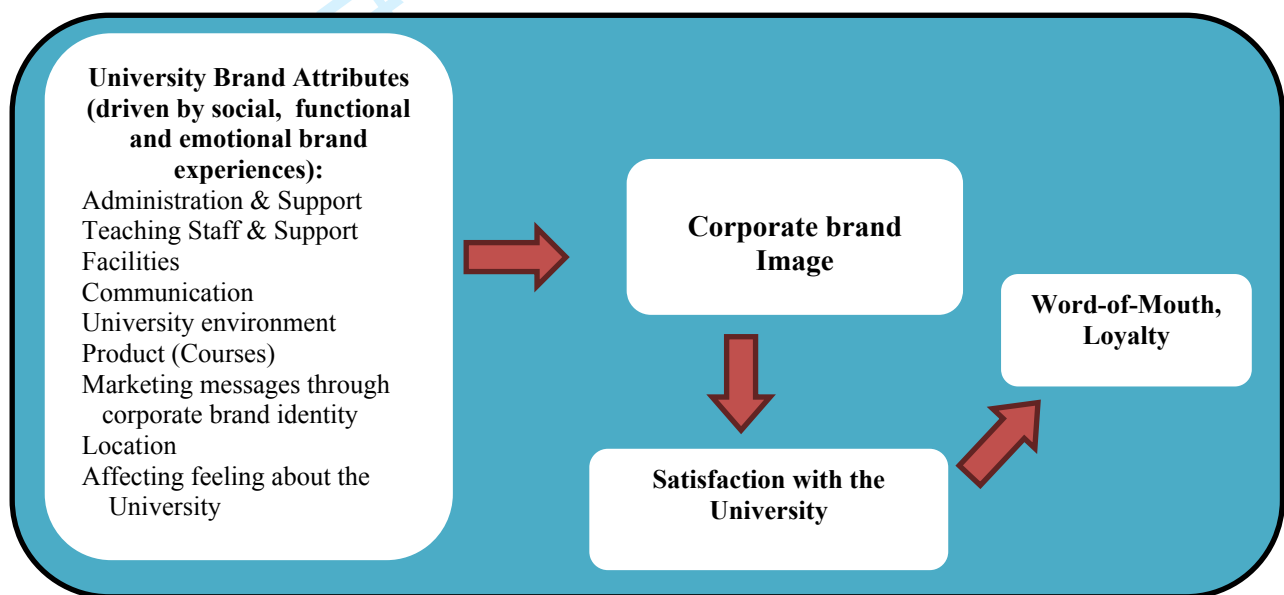 University Brand Attributes
(driven by social, functional
and emotional brand
experiences):
Administration & Support
Teaching Staff & Support
Facilities
Communication
University environment
Product (Courses)
Marketing messages through
corporate brand identity
Location
Affecting feeling about the
University
Corporate brand
Image
Word-of-Mouth,
Loyalty
Satisfaction with the
University